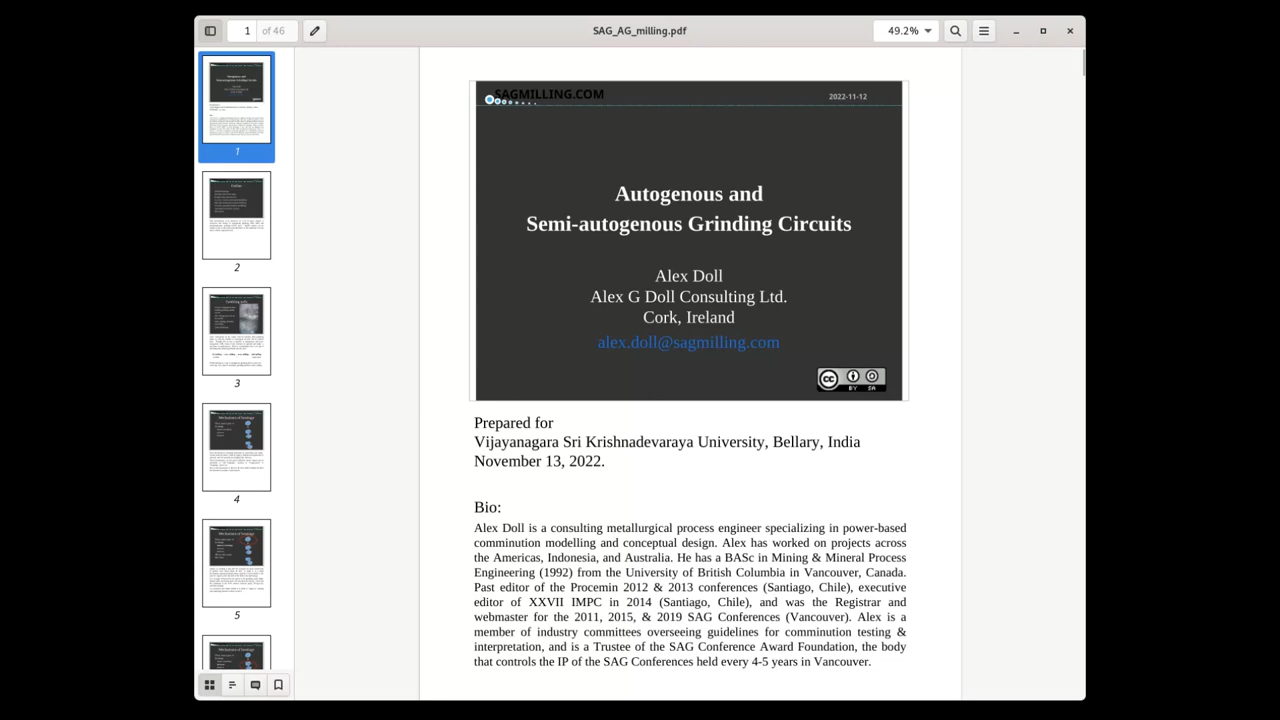 1 of 46
SAG_AG_milling.pdf
49.2%
1
2
3
4
5
SAGMILLING.COM
2022-11-12
Autogenous and
Semi-autogenous Grinding Circuits
Alex Doll
Alex G Doll Consulting Ltd.
Cork, Ireland
alex.doll@sagmilling.com
CC BY SA
Prepared for
Vijayanagara Sri Krishnadevaraya University, Bellary, India
13, 2022.
Bio:
Alex Doll is a consulting metallurgical process engineer specializing in power-based
comminution modelling and conceptual design. Alex has worked on projects across
the Americas, Indonesia, and Australia. He has a BASc in Mining & Mineral Process
Engineering (1992) from the University of British Columbia in Vancouver, Canada.
Past editor of the Procemin 2012 & 2013 conferences (Santiago, Chile), executive
editor of XXVII IMPC in 2014 (Santiago, Chile), and was the Registrar and
webmaster for the 2011, 2015, & 2019 SAG Conferences (Vancouver). Alex is a
member of industry committees overseeing guidelines for comminution testing &
and is a Trustee of the SAG Conference Award Foundation, the body
that controls the IP of the SAG Conferences held every 4-5 years in Vancouver.